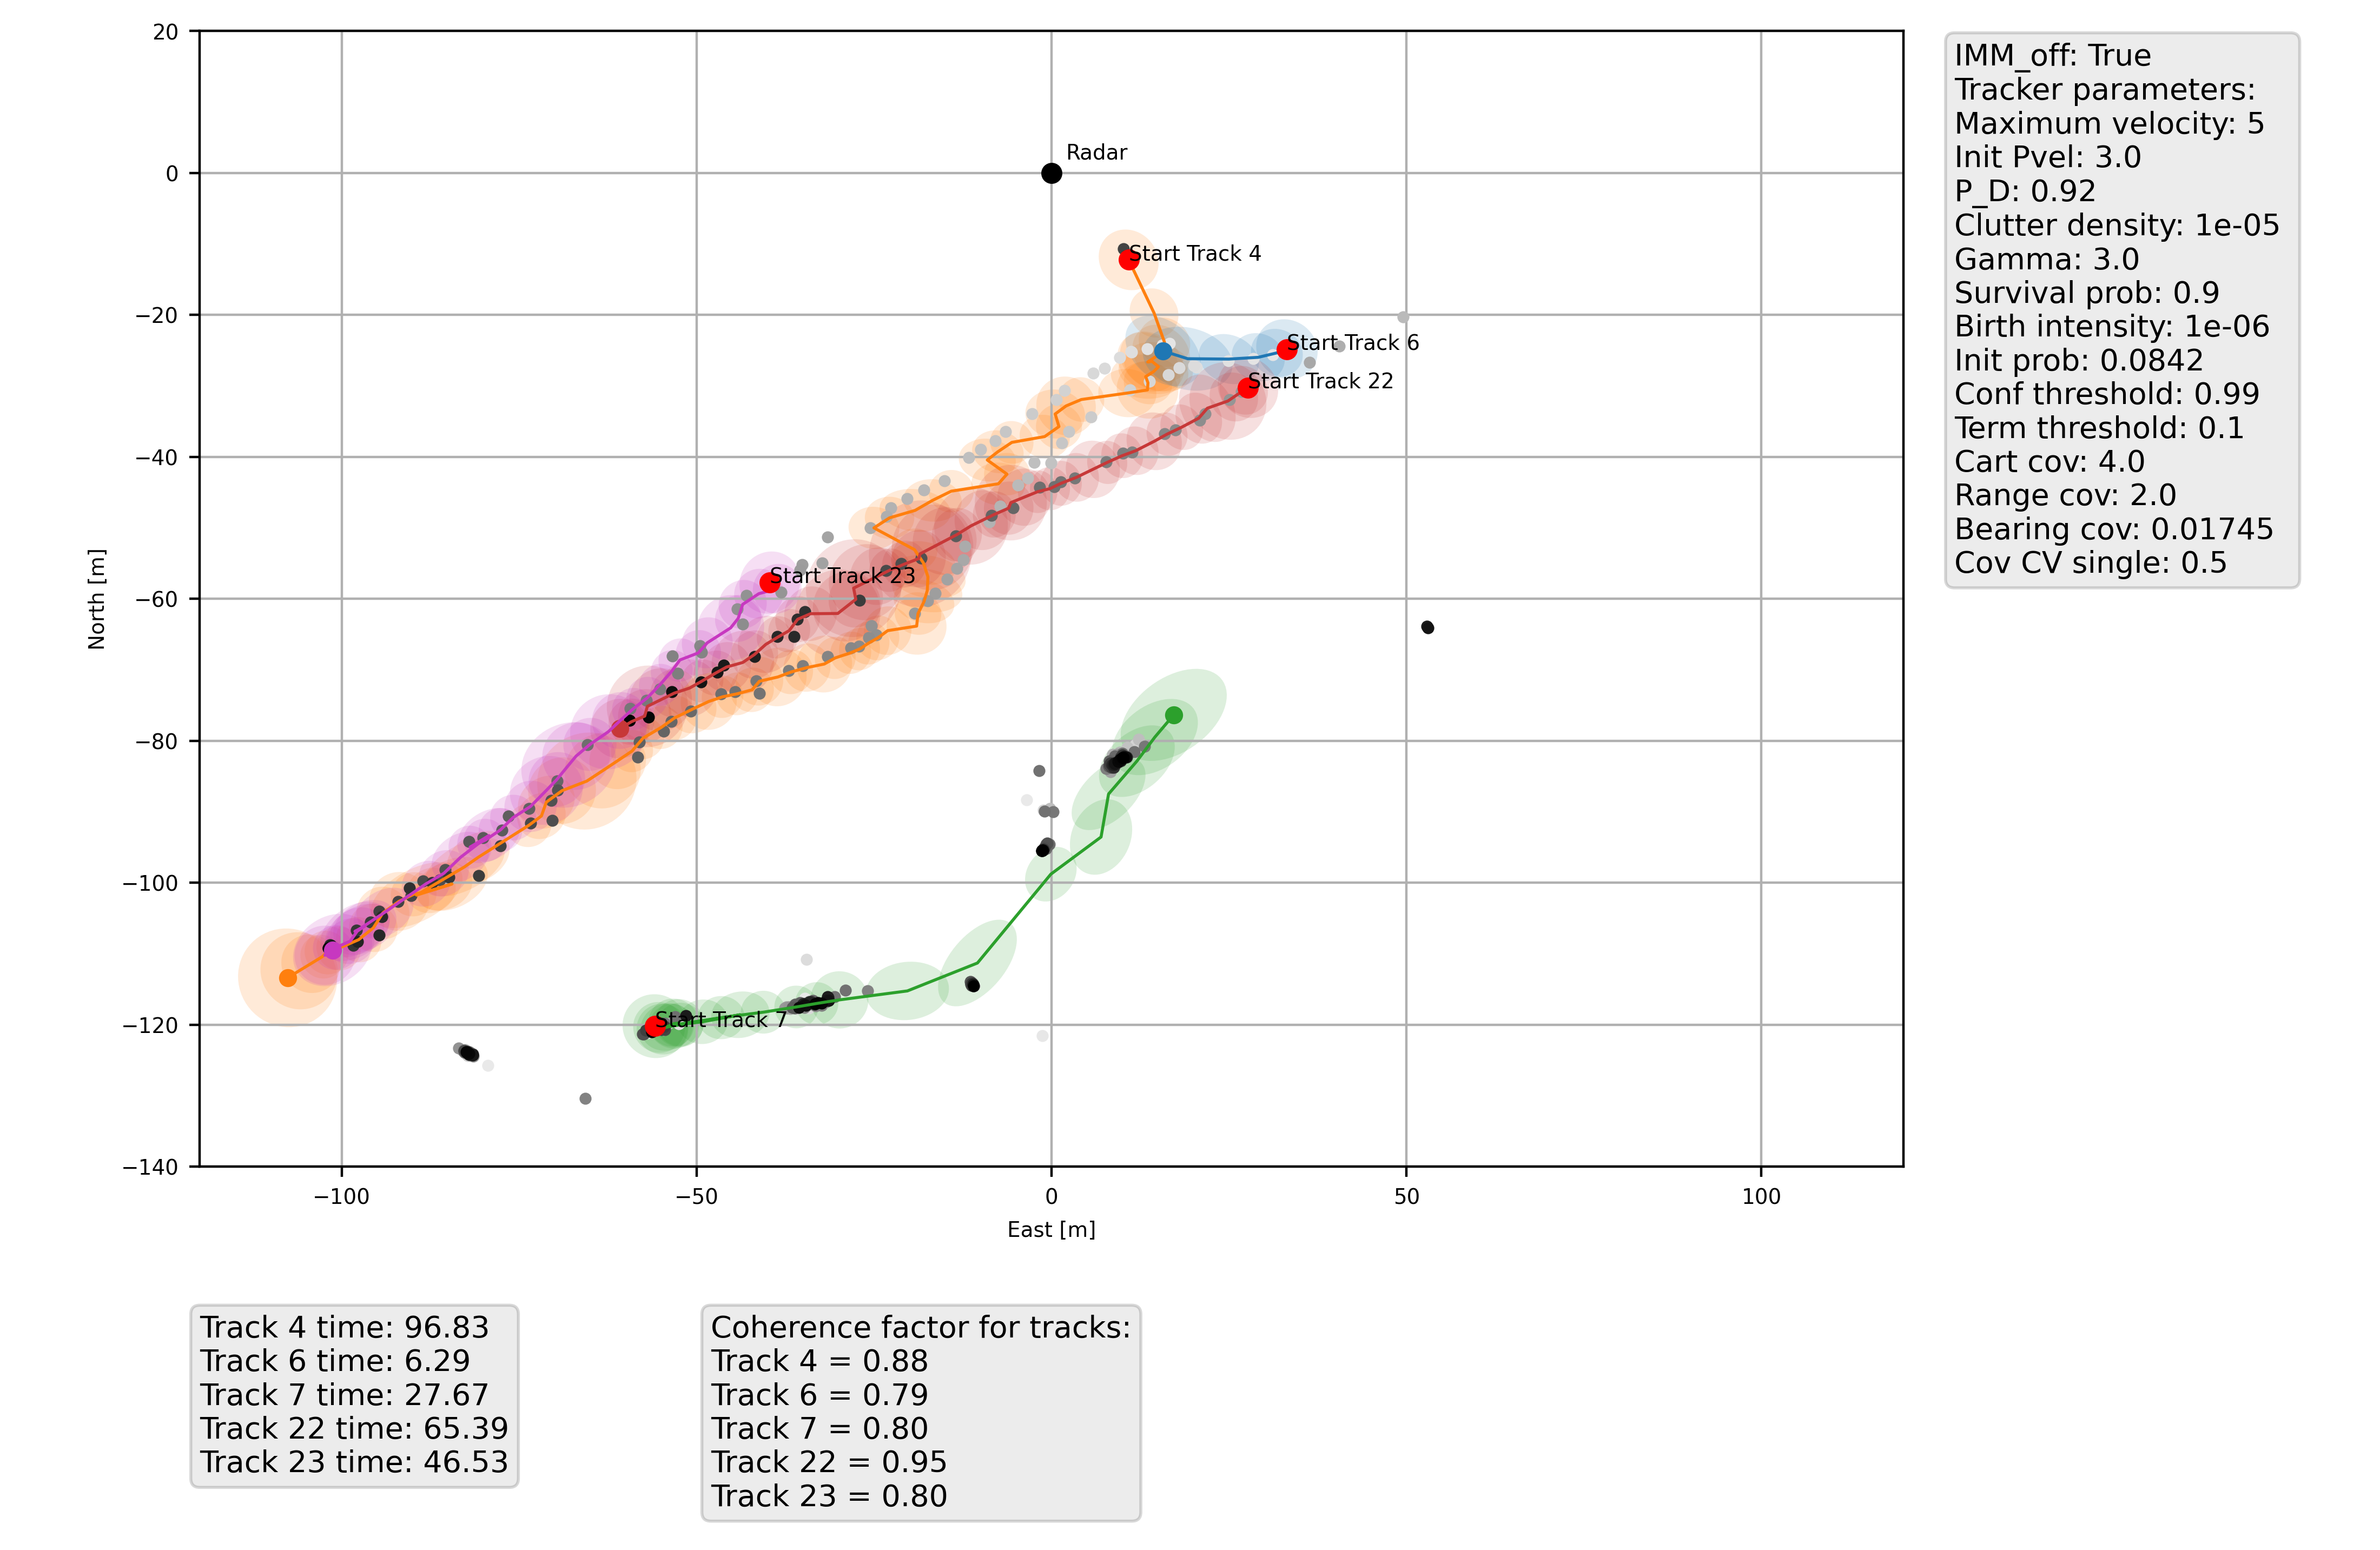 20
0
−20
−40
−60
−80
−100
−120
−140
North [m]
−100
−50
0
50
100
East [m]
Radar
Start Track 4
Start Track 6
Start Track 22
Start Track 23
Start Track 7
IMM_off: True
Tracker parameters:
Maximum velocity: 5
Init Pvel: 3.0
P_D: 0.92
Clutter density: 1e-05
Gamma: 3.0
Survival prob: 0.9
Birth intensity: 1e-06
Init prob: 0.0842
Conf threshold: 0.99
Term threshold: 0.1
Cart cov: 4.0
Range cov: 2.0
Bearing cov: 0.01745
Cov CV single: 0.5
Track 4 time: 96.83
Track 6 time: 6.29
Track 7 time: 27.67
Track 22 time: 65.39
Track 23 time: 46.53
Coherence factor for tracks:
Track 4 = 0.88
Track 6 = 0.79
Track 7 = 0.80
Track 22 = 0.95
Track 23 = 0.80